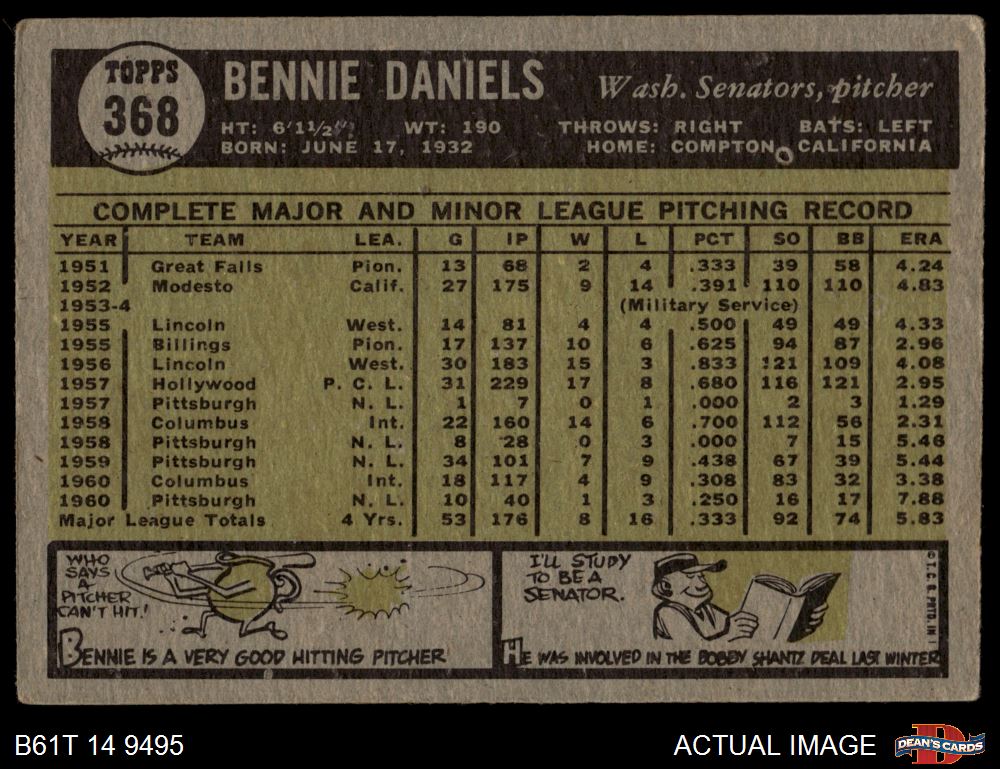 TOPPS
368
BENNIE DANIELS
Wash. Senators, pitcher
HT: 6'1 1/2" WT: 190 THROWS: RIGHT BATS: LEFT
BORN: JUNE 17, 1932 HOME: COMPTON, CALIFORNIA
COMPLETE MAJOR AND MINOR LEAGUE PITCHING RECORD
YEAR TEAM LEA. G IP W L PCT SO BB ERA
1951 Great Falls Pion. 13 68 2 4 .333 39 58 4.24
1952 Modesto Calif. 27 175 9 14 .391 110 110 4.83
1953-4 (Military Service)
1955 Lincoln West. 14 81 4 4 .500 49 49 4.33
1955 Billings Pion. 17 137 10 6 .625 94 87 2.96
1956 Lincoln West. 30 183 15 3 .833 121 109 4.08
1957 Hollywood P. C. L. 31 229 17 8 .680 116 121 2.95
1957 Pittsburgh N. L. 1 7 0 1 .000 2 3 1.29
1958 Columbus Int. 22 160 14 6 .700 112 56 2.31
1958 Pittsburgh N. L. 8 28 0 3 .000 7 15 5.46
1959 Pittsburgh N. L. 34 101 7 9 .438 67 39 5.44
1960 Columbus Int. 18 117 4 9 .308 83 32 3.38
1960 Pittsburgh N. L. 10 40 1 3 .250 16 17 7.88
Major League Totals 4 Yrs. 53 176 8 16 .333 92 74 5.83
WHO
SAYS
A
PITCHER
CAN'T HIT!
BENNIE IS A VERY GOOD HITTING PITCHER
I'LL STUDY
TO BE A
SENATOR.
HE WAS INVOLVED IN THE BOBBY SHANTZ DEAL LAST WINTER
© T. C. G. PRTD. IN
B61T 14 9495
ACTUAL IMAGE
DEAN'S CARDS